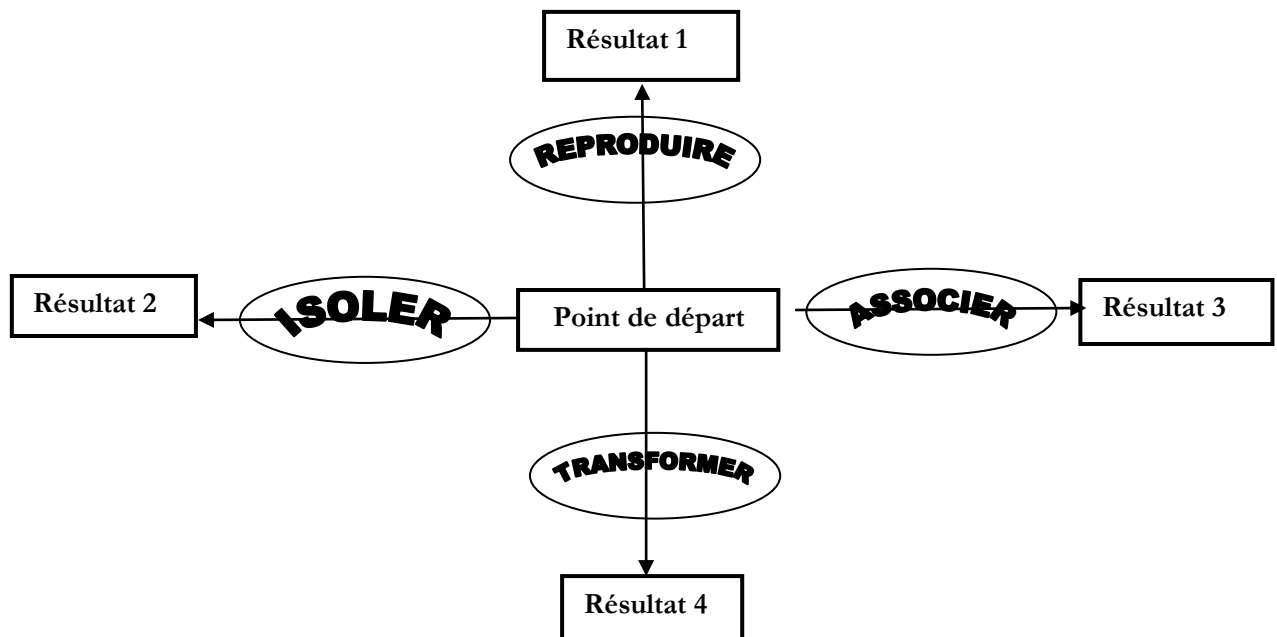 Résultat 1
REPRODUIRE
Résultat 2
ISOLER
Point de départ
ASSOCIER
Résultat 3
TRANSFORMER
Résultat 4